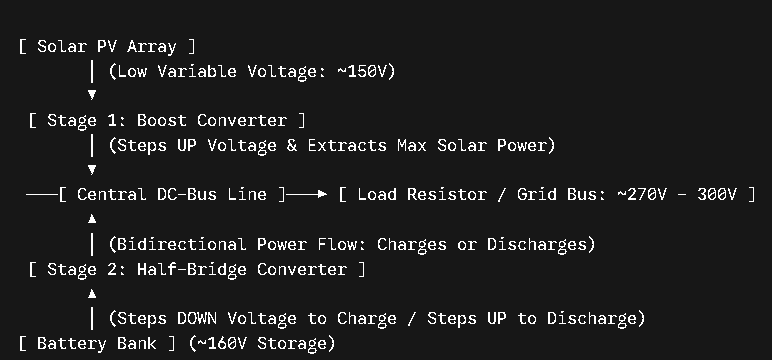 [ Solar PV Array ]
│ (Low Variable Voltage: ~150V)
▼
[ Stage 1: Boost Converter ]
│ (Steps UP Voltage & Extracts Max Solar Power)
▼
───[ Central DC-Bus Line ]───► [ Load Resistor / Grid Bus: ~270V - 300V ]
▲
│ (Bidirectional Power Flow: Charges or Discharges)
[ Stage 2: Half-Bridge Converter ]
▲
│ (Steps DOWN Voltage to Charge / Steps UP to Discharge)
[ Battery Bank ] (~160V Storage)